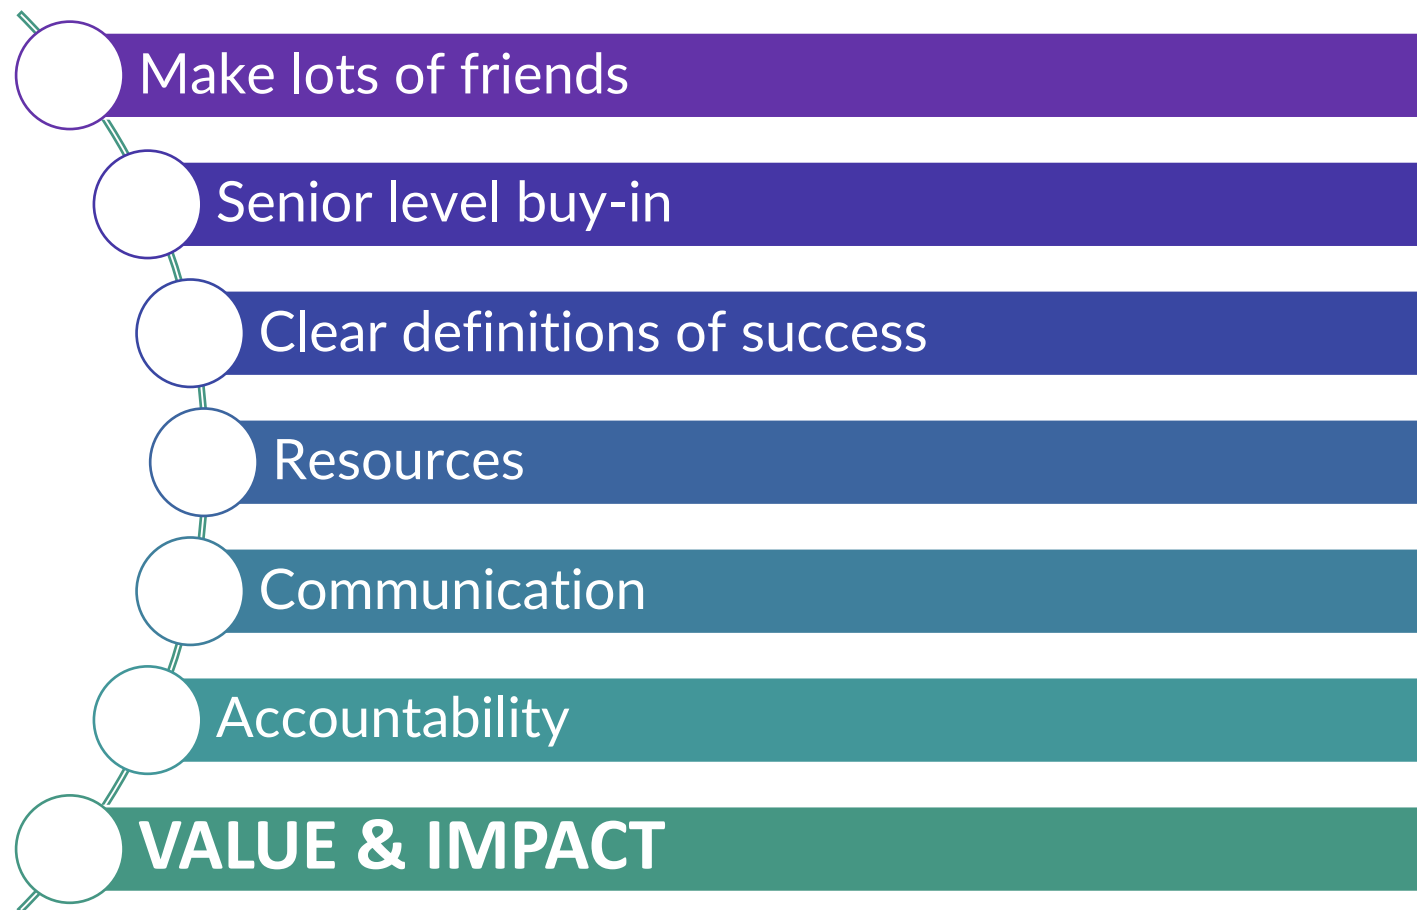 Make lots of friends
Senior level buy-in
Clear definitions of success
Resources
Communication
Accountability
VALUE & IMPACT